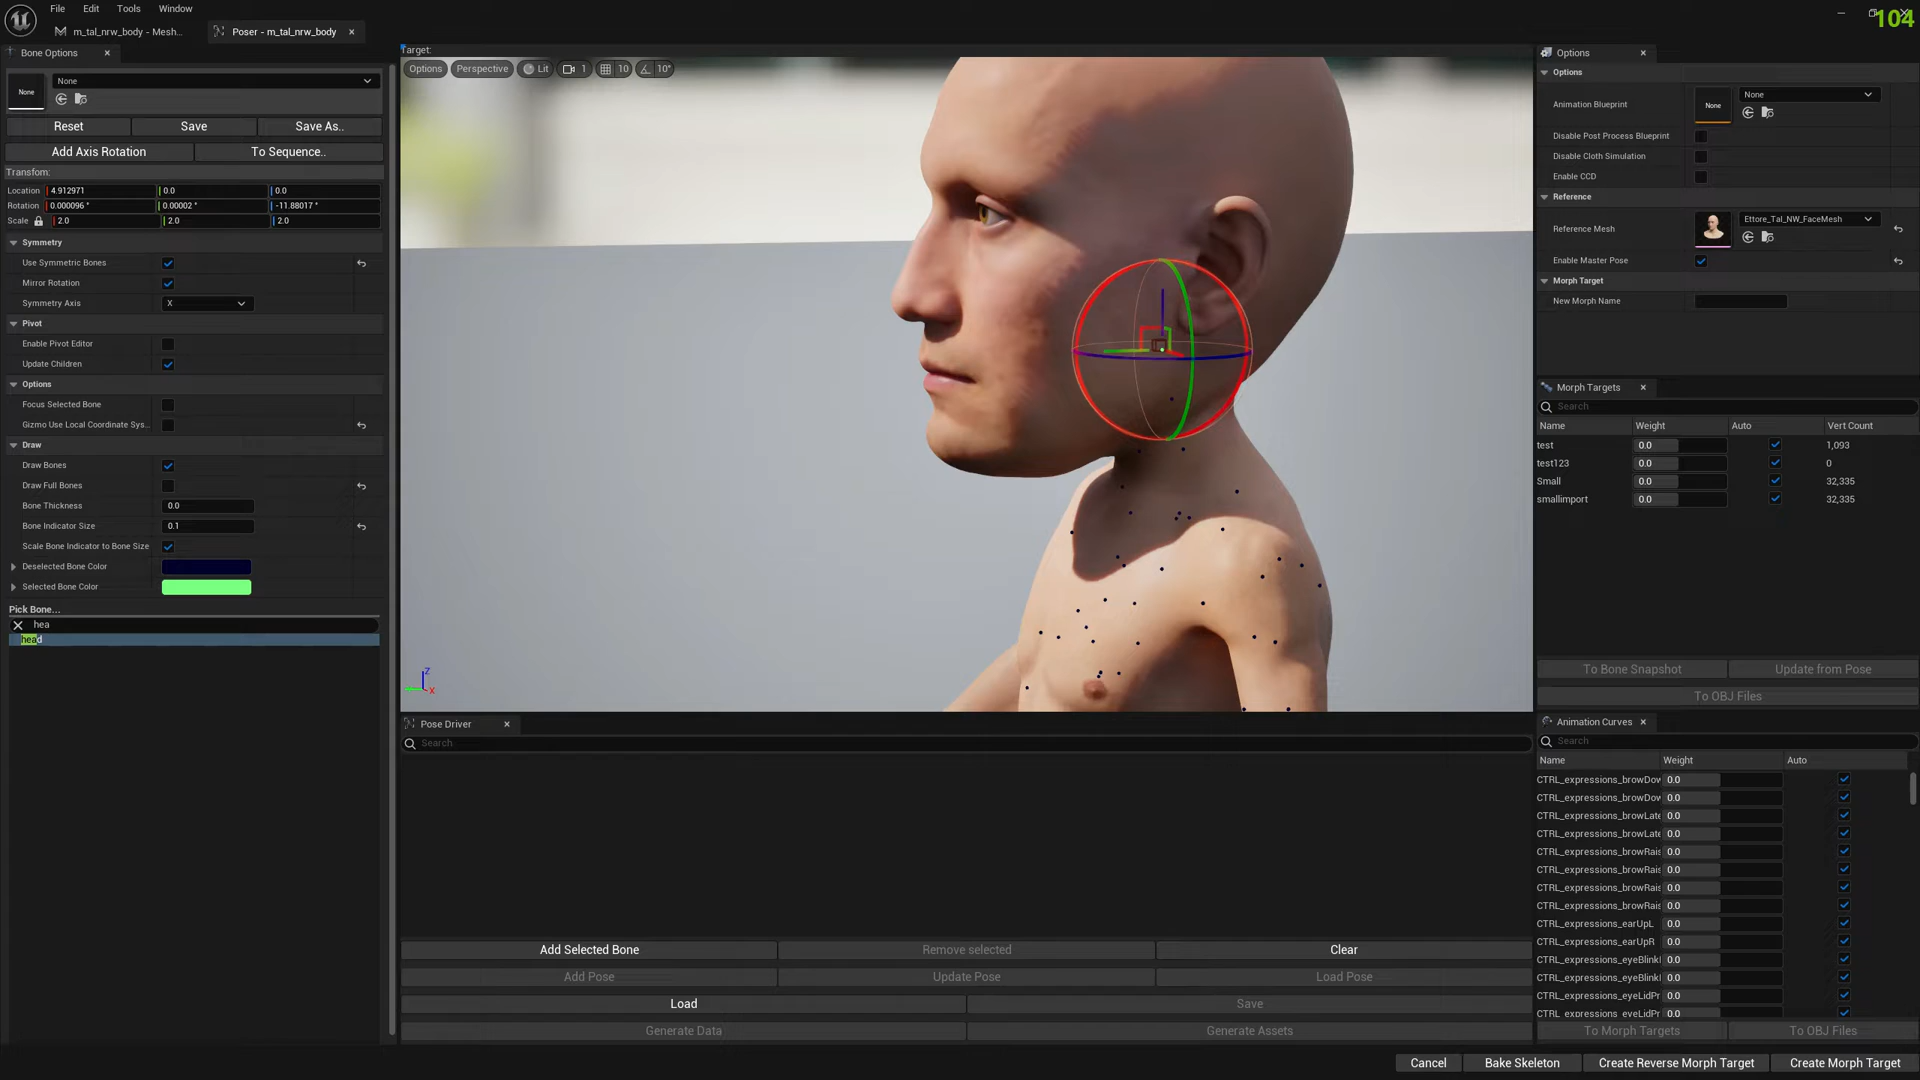 File Edit Tools Window
104
m_tal_nrw_body - Mesh...
Poser - m_tal_nrw_body
Bone Options
None
None
Reset Save Save As..
Add Axis Rotation To Sequence..
Transform:
Location 4.912971 0.0 0.0
Rotation 0.000096 ° 0.00002 ° -11.88017 °
Scale 2.0 2.0 2.0
Symmetry
Use Symmetric Bones
Mirror Rotation
Symmetry Axis X
Pivot
Enable Pivot Editor
Update Children
Options
Focus Selected Bone
Gizmo Use Local Coordinate Sys..
Draw
Draw Bones
Draw Full Bones
Bone Thickness 0.0
Bone Indicator Size 0.1
Scale Bone Indicator to Bone Size
Deselected Bone Color
Selected Bone Color
Pick Bone...
hea
head
Target:
Options Perspective Lit 1 10 10°
Z
X
Pose Driver
Search
Add Selected Bone Remove selected Clear
Add Pose Update Pose Load Pose
Load Save
Generate Data Generate Assets
Options
Options
Animation Blueprint None None
Disable Post Process Blueprint
Disable Cloth Simulation
Enable CCD
Reference
Reference Mesh Ettore_Tal_NW_FaceMesh
Enable Master Pose
Morph Target
New Morph Name
Morph Targets
Search
Name Weight Auto Vert Count
test 0.0 1,093
test123 0.0 0
Small 0.0 32,335
smallimport 0.0 32,335
To Bone Snapshot Update from Pose
To OBJ Files
Animation Curves
Search
Name Weight Auto
CTRL_expressions_browDow 0.0
CTRL_expressions_browDow 0.0
CTRL_expressions_browLate 0.0
CTRL_expressions_browLate 0.0
CTRL_expressions_browRais 0.0
CTRL_expressions_browRais 0.0
CTRL_expressions_browRais 0.0
CTRL_expressions_browRais 0.0
CTRL_expressions_earUpL 0.0
CTRL_expressions_earUpR 0.0
CTRL_expressions_eyeBlinkl 0.0
CTRL_expressions_eyeBlinkl 0.0
CTRL_expressions_eyeLidPr 0.0
CTRL_expressions_eyeLidPr 0.0
To Morph Targets To OBJ Files
Cancel Bake Skeleton Create Reverse Morph Target Create Morph Target